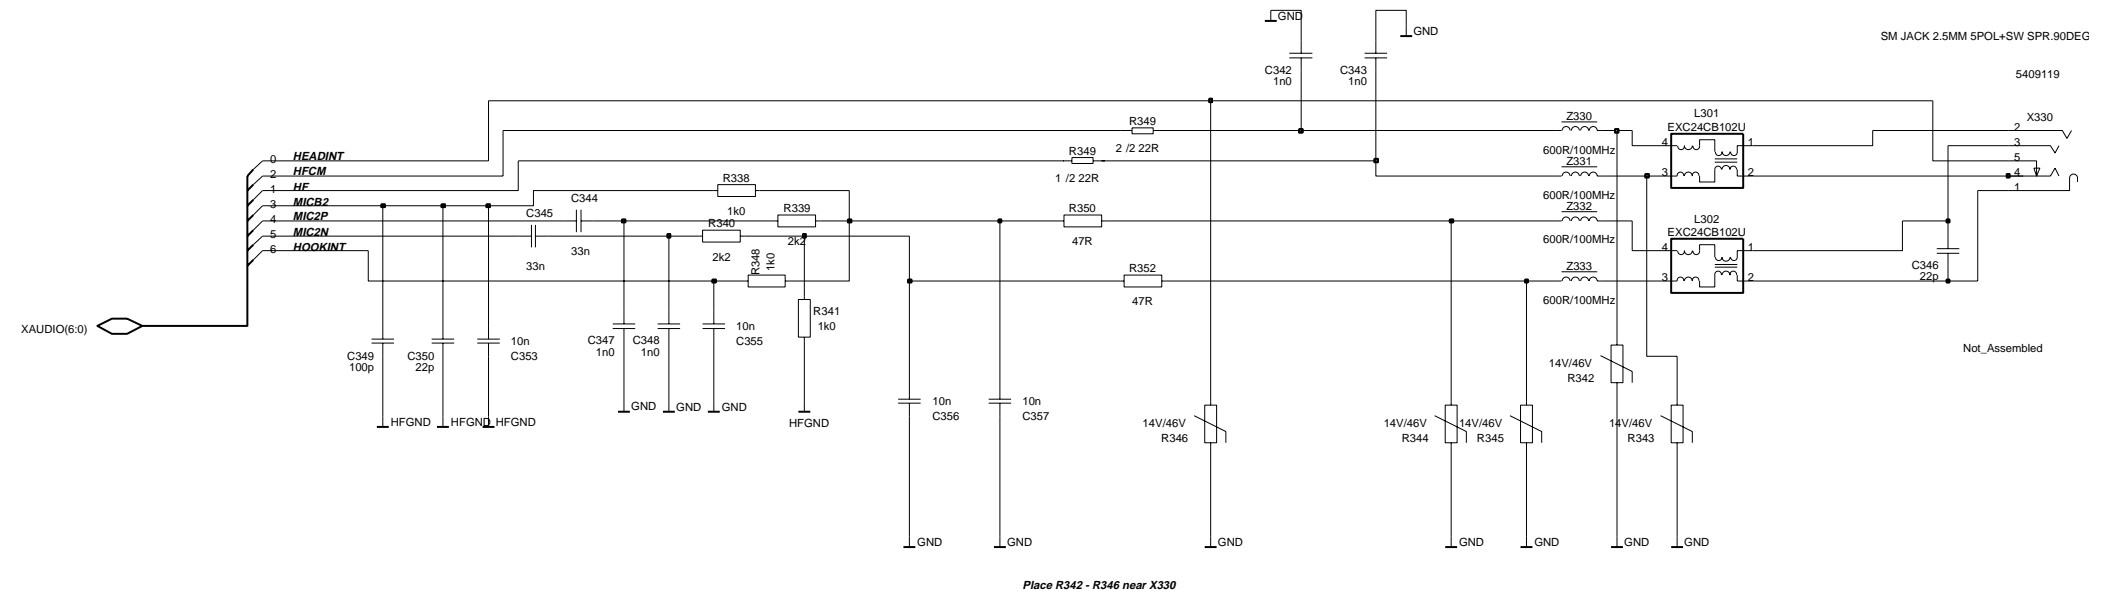 GND
GND
SM JACK 2.5MM 5POL+SW SPR.90DEG
5409119
C342
1n0
C343
1n0
L301
EXC24CB102U
4
1
3
2
X330
2
3
5
4
1
R349
2 /2 22R
R349
1 /2 22R
Z330
600R/100MHz
Z331
600R/100MHz
Z332
600R/100MHz
Z333
600R/100MHz
0 HEADINT
2 HFCM
1 HF
3 MICB2
4 MIC2P
5 MIC2N
6 HOOKINT
XAUDIO(6:0)
R338
1k0
C344
33n
C345
33n
R339
2k2
R340
2k2
R348
1k0
R350
47R
R352
47R
L302
EXC24CB102U
4
1
3
2
C346
22p
R341
1k0
C349
100p
C350
22p
10n
C353
C347
1n0
C348
1n0
10n
C355
10n
C356
10n
C357
14V/46V
R342
14V/46V
R346
14V/46V
R344
14V/46V
R345
14V/46V
R343
Not_Assembled
HFGND
HFGND
HFGND
GND
GND
GND
HFGND
GND
GND
GND
GND
GND
GND
GND
Place R342 - R346 near X330